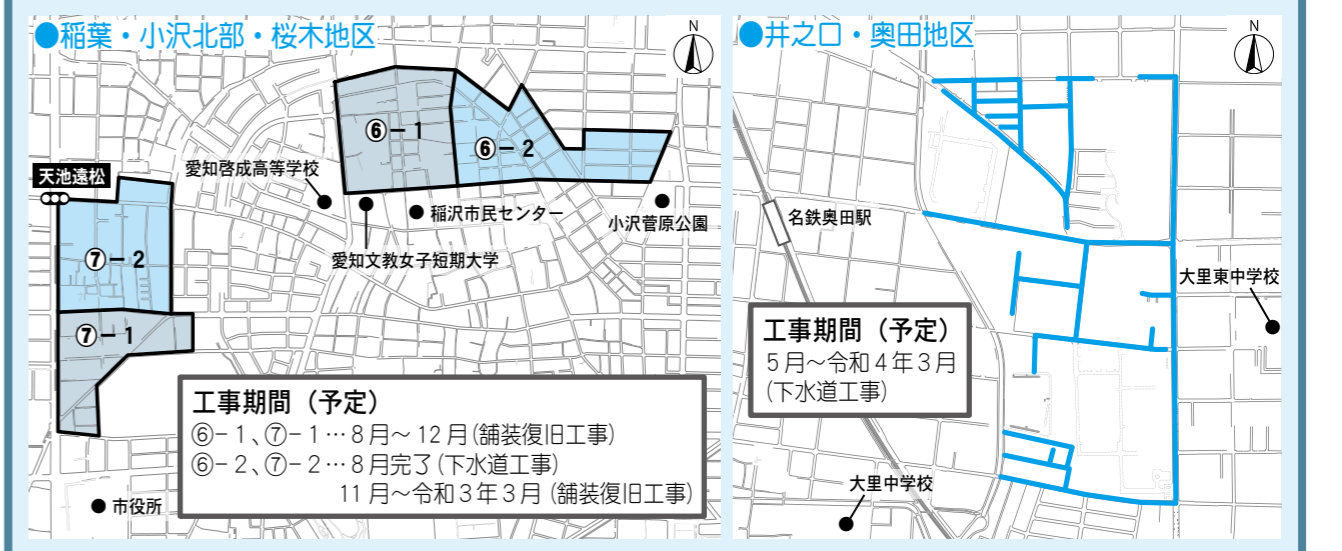 ●稲葉・小沢北部・桜木地区
N
⑥－1
⑥－2
天池遠松
愛知啓成高等学校
稲沢市民センター
小沢菅原公園
愛知文教女子短期大学
⑦－2
⑦－1
工事期間（予定）
⑥－1、⑦－1…8月～12月(舗装復旧工事)
⑥－2、⑦－2…8月完了(下水道工事)
11月～令和3年3月(舗装復旧工事)
市役所
●井之口・奥田地区
N
名鉄奥田駅
大里東中学校
工事期間（予定）
5月～令和4年3月
(下水道工事)
大里中学校